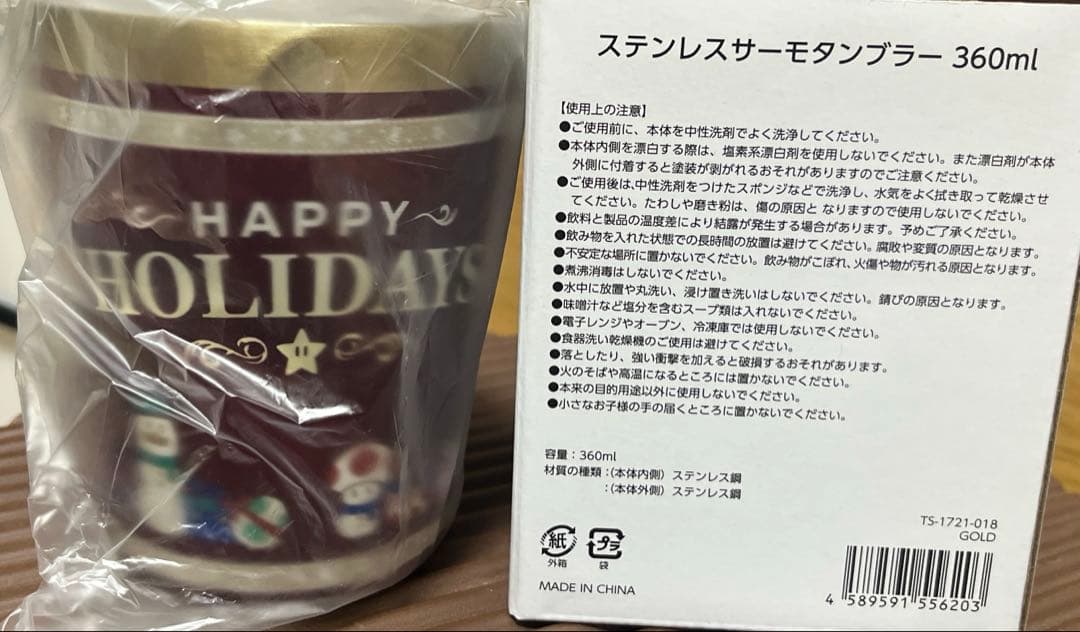 HAPPY
HOLIDAYS
ステンレスサーモタンブラー 360ml
【使用上の注意】
●ご使用前に、本体を中性洗剤でよく洗浄してください。
●本体内側を漂白する際は、塩素系漂白剤を使用しないでください。また漂白剤が本体
外側に付着すると塗装が剥がれるおそれがありますのでご注意ください。
●ご使用後は、中性洗剤をつけたスポンジなどで洗浄し、水気をよく拭き取って乾燥させ
てください。たわしや磨き粉は、傷の原因と なりますので使用しないでください。
●飲料と製品の温度差により結露が発生する場合があります。予めご了承ください。
●飲み物を入れた状態での長時間の放置は避けてください。腐敗や変質の原因となります。
●不安定な場所に置かないでください。飲み物がこぼれ、火傷や物が汚れる原因となります。
●煮沸消毒はしないでください。
●水中に放置や丸洗い、浸け置き洗いはしないでください。錆びの原因となります。
●味噌汁など塩分を含むスープ類は入れないでください。
●電子レンジやオーブン、冷凍庫では使用しないでください。
●食器洗い乾燥機のご使用は避けてください。
●落としたり、強い衝撃を加えると破損するおそれがあります。
●火のそばや高温になるところには置かないでください。
●本来の目的用途以外に使用しないでください。
●小さなお子様の手の届くところに置かないでください。
容量：360ml
材質の種類：（本体内側）ステンレス鋼
：（本体外側）ステンレス鋼
TS-1721-018
GOLD
紙
外箱
プラ
袋
MADE IN CHINA
4 589591 556203